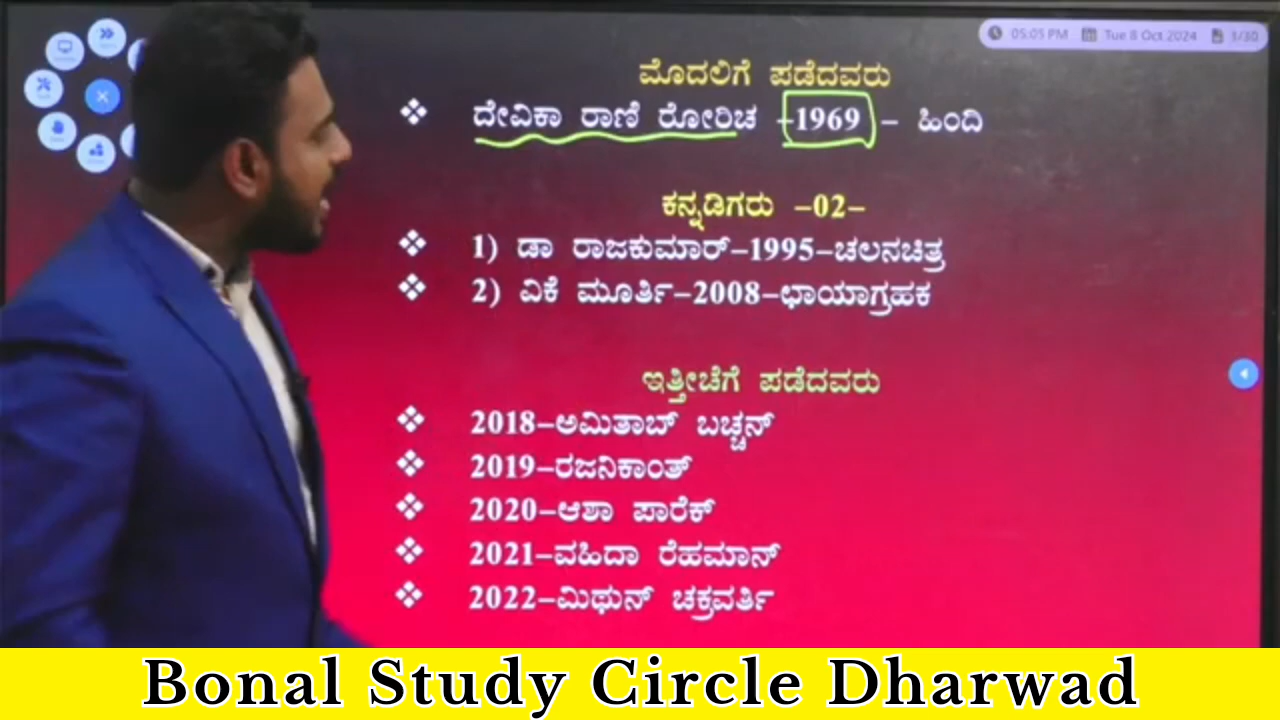 05:05 PM Tue 8 Oct 2024 3/30
ಮೊದಲಿಗೆ ಪಡೆದವರು
❖ ದೇವಿಕಾ ರಾಣಿ ರೋರಿಚ –1969 – ಹಿಂದಿ
ಕನ್ನಡಿಗರು –02–
❖ 1) ಡಾ ರಾಜಕುಮಾರ್–1995–ಚಲನಚಿತ್ರ
❖ 2) ವಿಕೆ ಮೂರ್ತಿ–2008–ಛಾಯಾಗ್ರಹಕ
ಇತ್ತೀಚೆಗೆ ಪಡೆದವರು
❖ 2018–ಅಮಿತಾಬ್ ಬಚ್ಚನ್
❖ 2019–ರಜನಿಕಾಂತ್
❖ 2020–ಆಶಾ ಪಾರೆಕ್
❖ 2021–ವಹಿದಾ ರೆಹಮಾನ್
❖ 2022–ಮಿಥುನ್ ಚಕ್ರವರ್ತಿ
Bonal Study Circle Dharwad